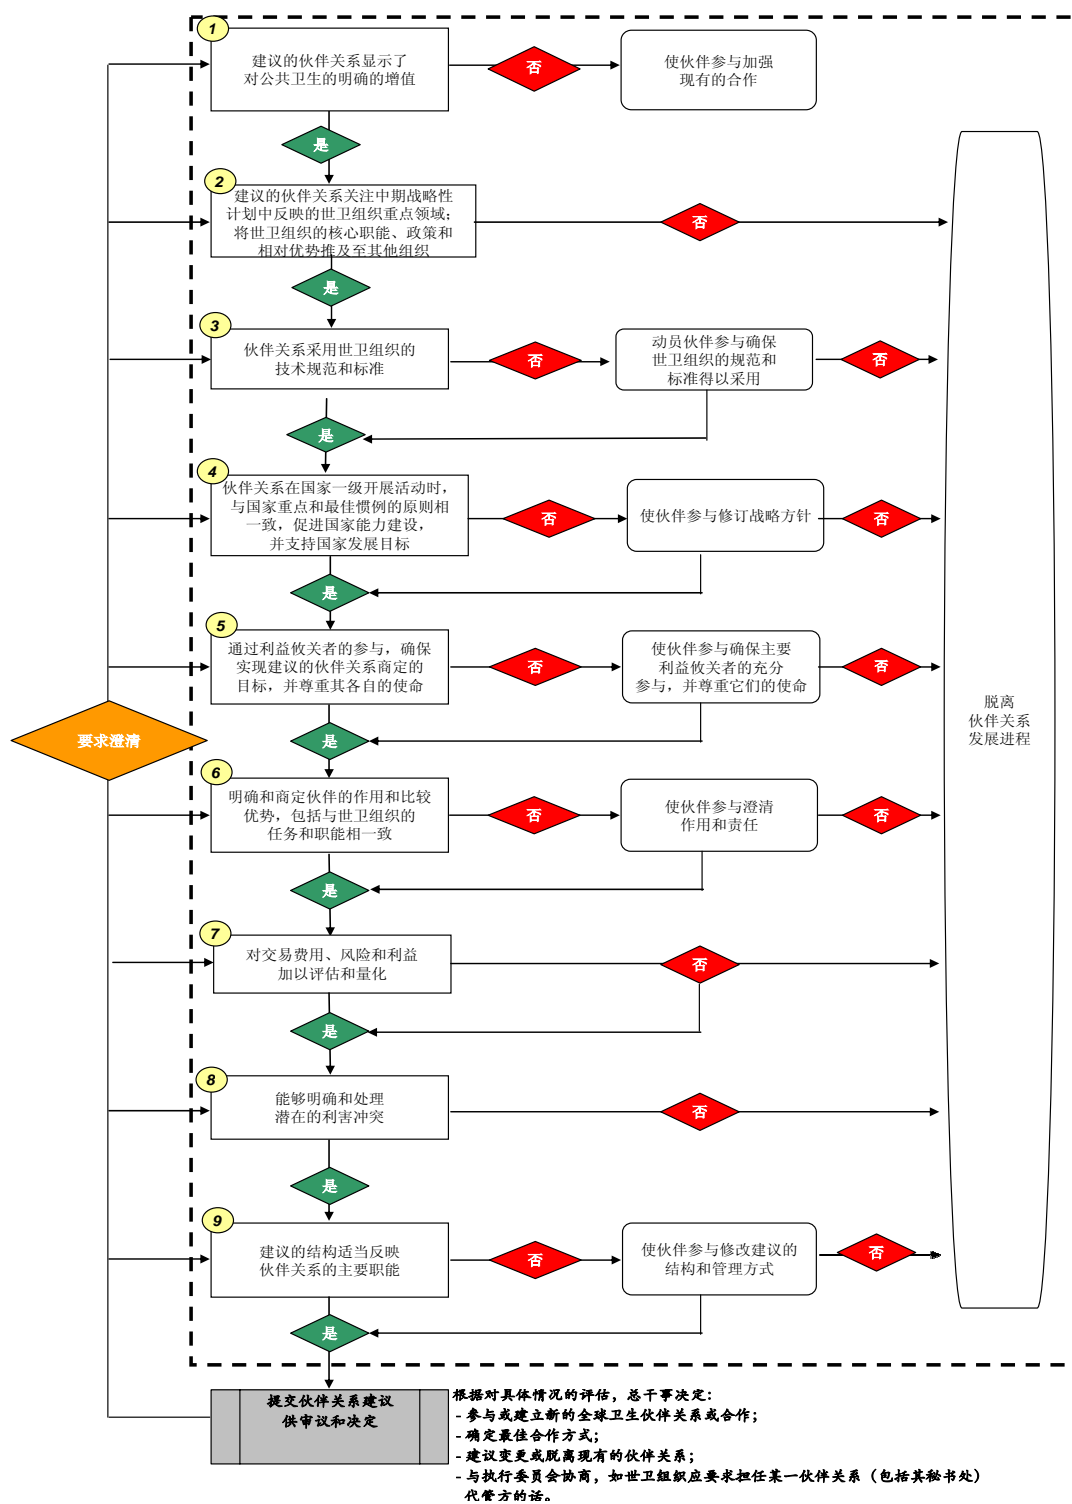 1
建议的伙伴关系显示了
对公共卫生的明确的增值
否
使伙伴参与加强
现有的合作
是
2
建议的伙伴关系关注中期战略性
计划中反映的世卫组织重点领域；
将世卫组织的核心职能、政策和
相对优势推及至其他组织
否
是
3
伙伴关系采用世卫组织的
技术规范和标准
否
动员伙伴参与确保
世卫组织的规范和
标准得以采用
否
是
4
伙伴关系在国家一级开展活动时，
与国家重点和最佳惯例的原则相
一致，促进国家能力建设，
并支持国家发展目标
否
使伙伴参与修订战略方针
否
是
5
通过利益攸关者的参与，确保
实现建议的伙伴关系商定的
目标，并尊重其各自的使命
否
使伙伴参与确保主要
利益攸关者的充分
参与，并尊重它们的使命
否
脱离
伙伴关系
发展进程
要求澄清
是
6
明确和商定伙伴的作用和比较
优势，包括与世卫组织的
任务和职能相一致
否
使伙伴参与澄清
作用和责任
否
是
7
对交易费用、风险和利益
加以评估和量化
否
是
8
能够明确和处理
潜在的利害冲突
否
是
9
建议的结构适当反映
伙伴关系的主要职能
否
使伙伴参与修改建议的
结构和管理方式
否
是
提交伙伴关系建议
供审议和决定
根据对具体情况的评估，总干事决定：
- 参与或建立新的全球卫生伙伴关系或合作；
- 确定最佳合作方式；
- 建议变更或脱离现有的伙伴关系；
- 与执行委员会协商，如世卫组织应要求担任某一伙伴关系（包括其秘书处）
代管方的话。